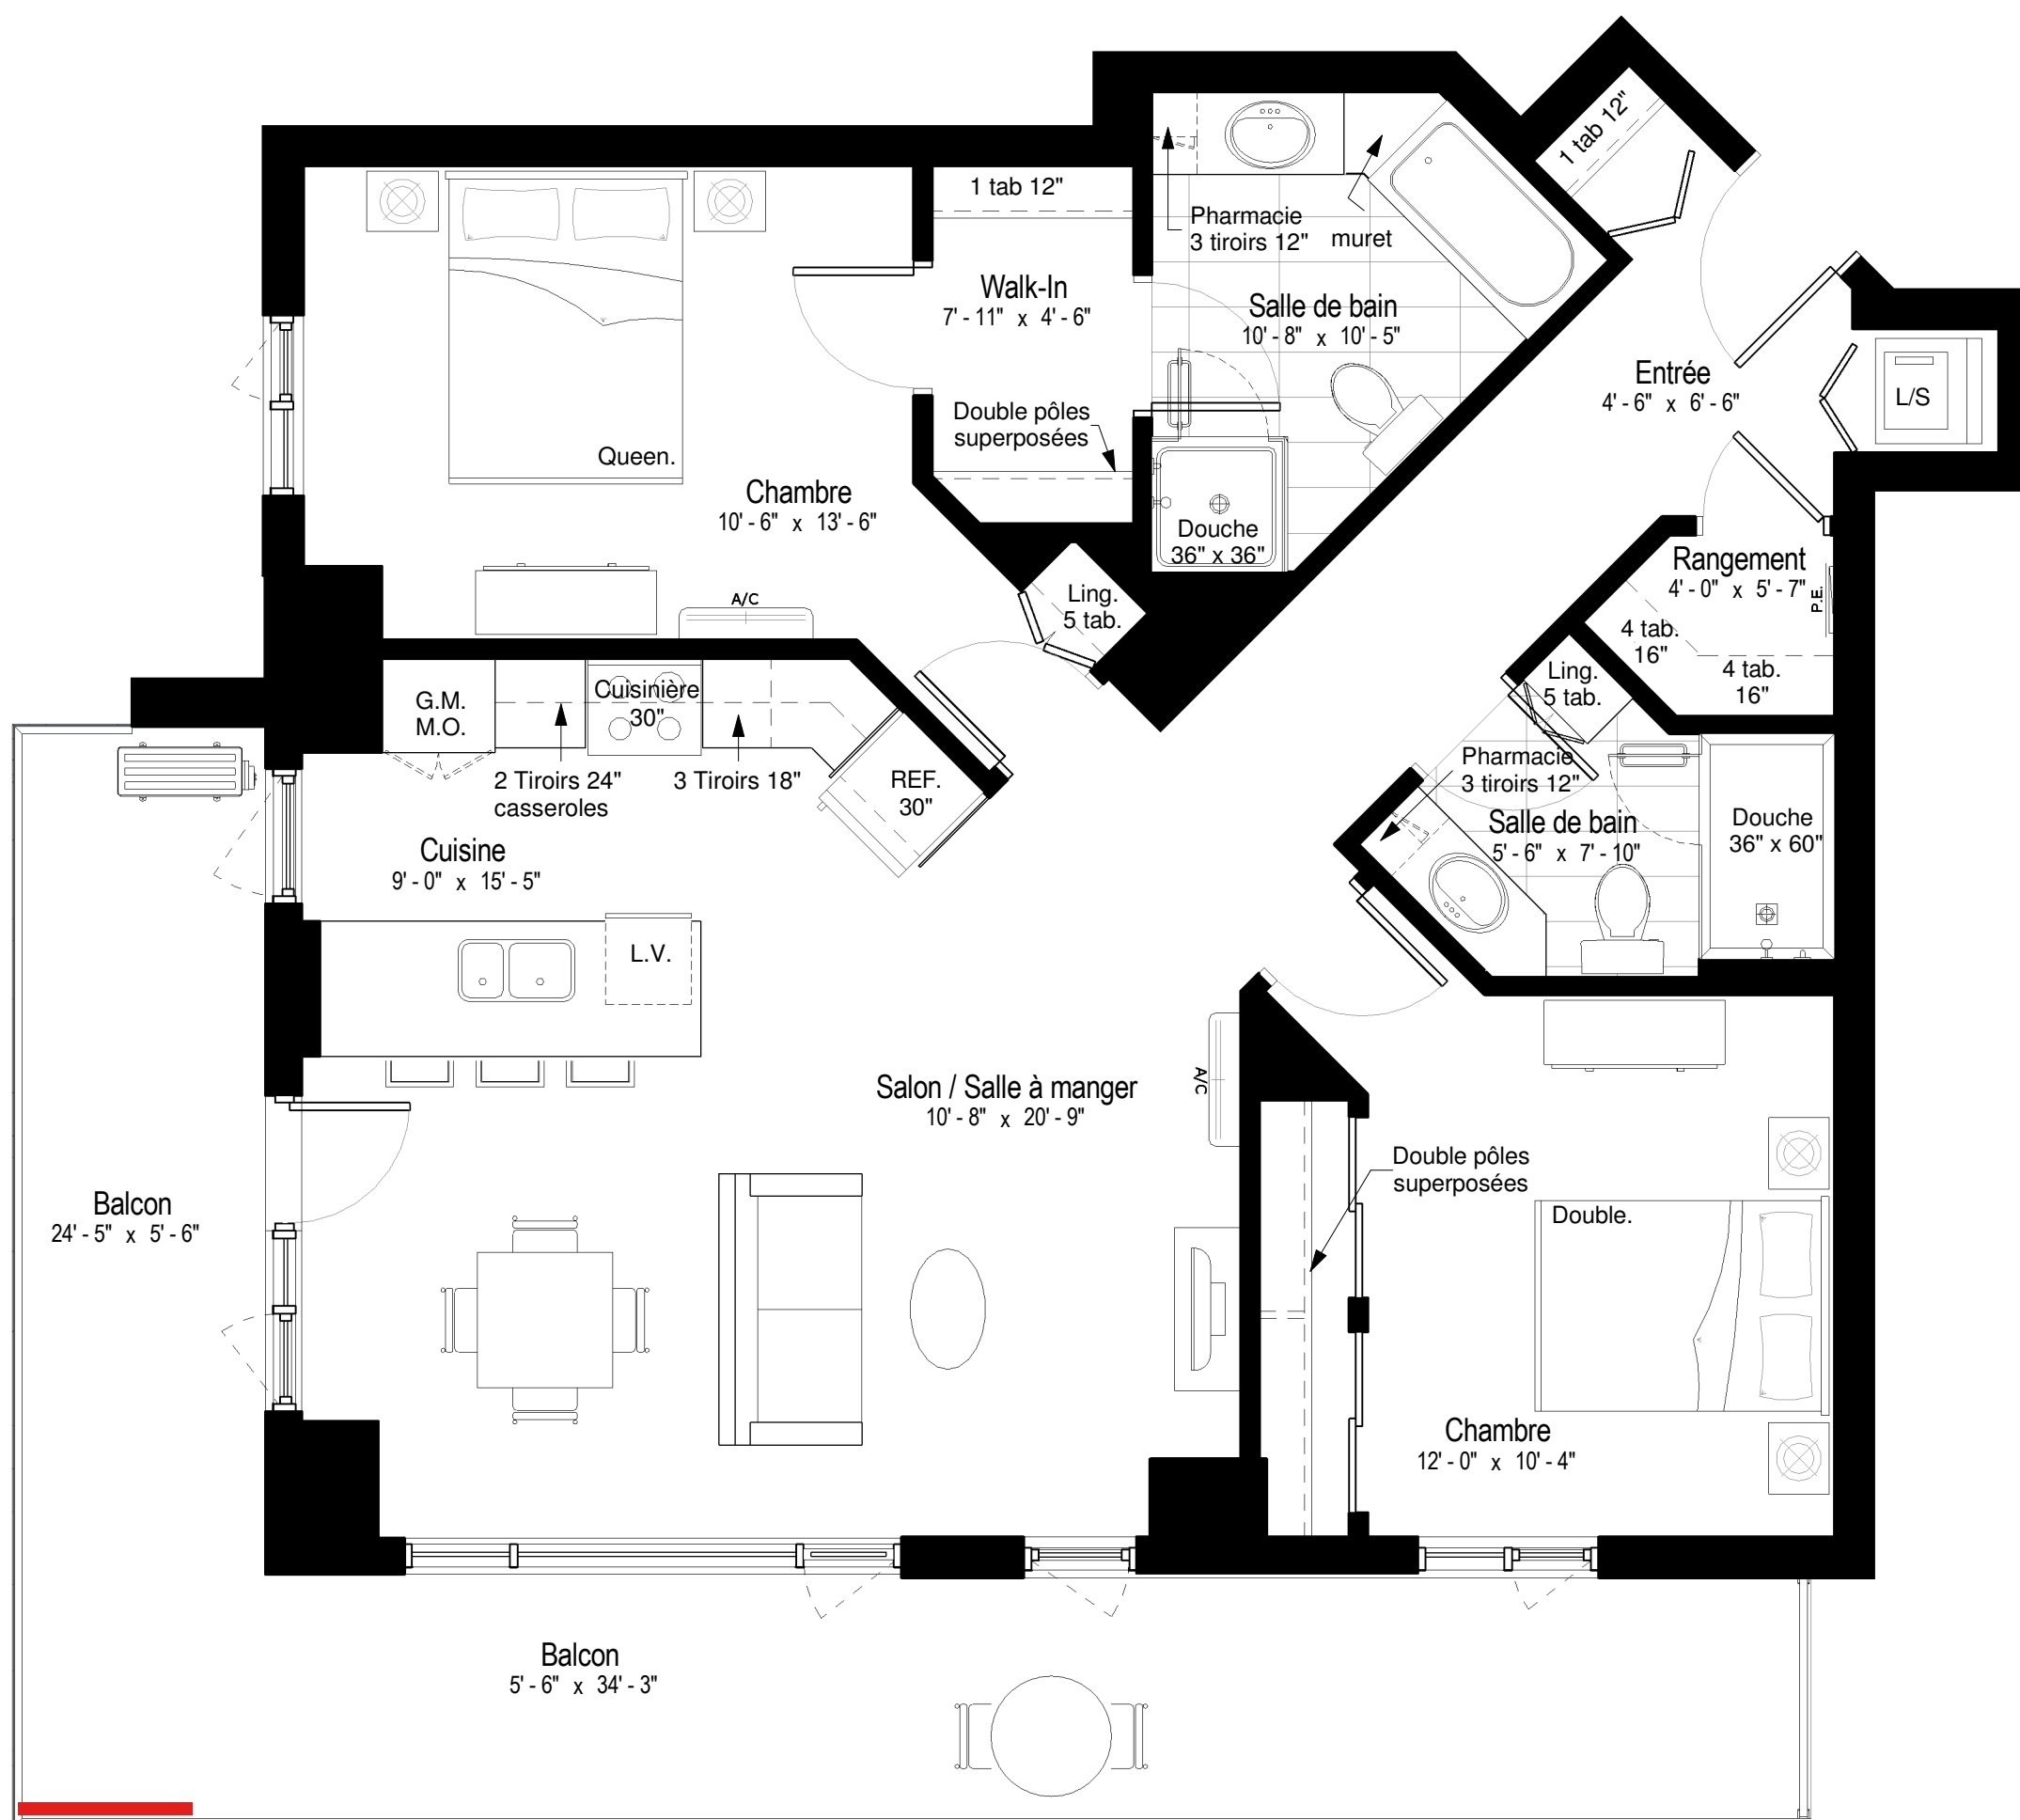 1 tab 12"
1 tab 12"
Pharmacie
3 tiroirs 12"
muret
Walk-In
7' - 11" x 4' - 6"
Salle de bain
10' - 8" x 10' - 5"
Entrée
4' - 6" x 6' - 6"
L/S
Double pôles
superposées
Queen.
Chambre
10' - 6" x 13' - 6"
Douche
36" x 36"
Rangement
4' - 0" x 5' - 7"
P.E.
A/C
Ling.
5 tab.
4 tab.
16"
4 tab.
16"
Ling.
5 tab.
G.M.
M.O.
Cuisinière
30"
2 Tiroirs 24"
casseroles
3 Tiroirs 18"
REF.
30"
Pharmacie
3 tiroirs 12"
Salle de bain
5' - 6" x 7' - 10"
Douche
36" x 60"
Cuisine
9' - 0" x 15' - 5"
L.V.
Salon / Salle à manger
10' - 8" x 20' - 9"
A/C
Double pôles
superposées
Balcon
24' - 5" x 5' - 6"
Double.
Chambre
12' - 0" x 10' - 4"
Balcon
5' - 6" x 34' - 3"